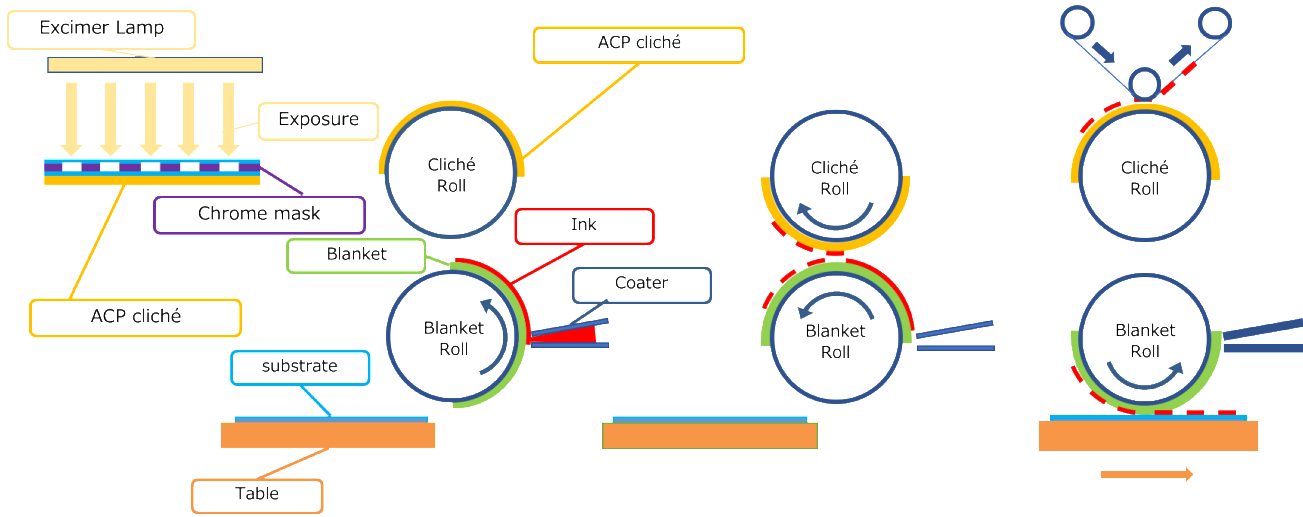 Excimer Lamp
Exposure
Chrome mask
ACP cliché
ACP cliché
Cliché
Roll
Ink
Blanket
Coater
Blanket
Roll
substrate
Table
Cliché
Roll
Blanket
Roll
Cliché
Roll
Blanket
Roll